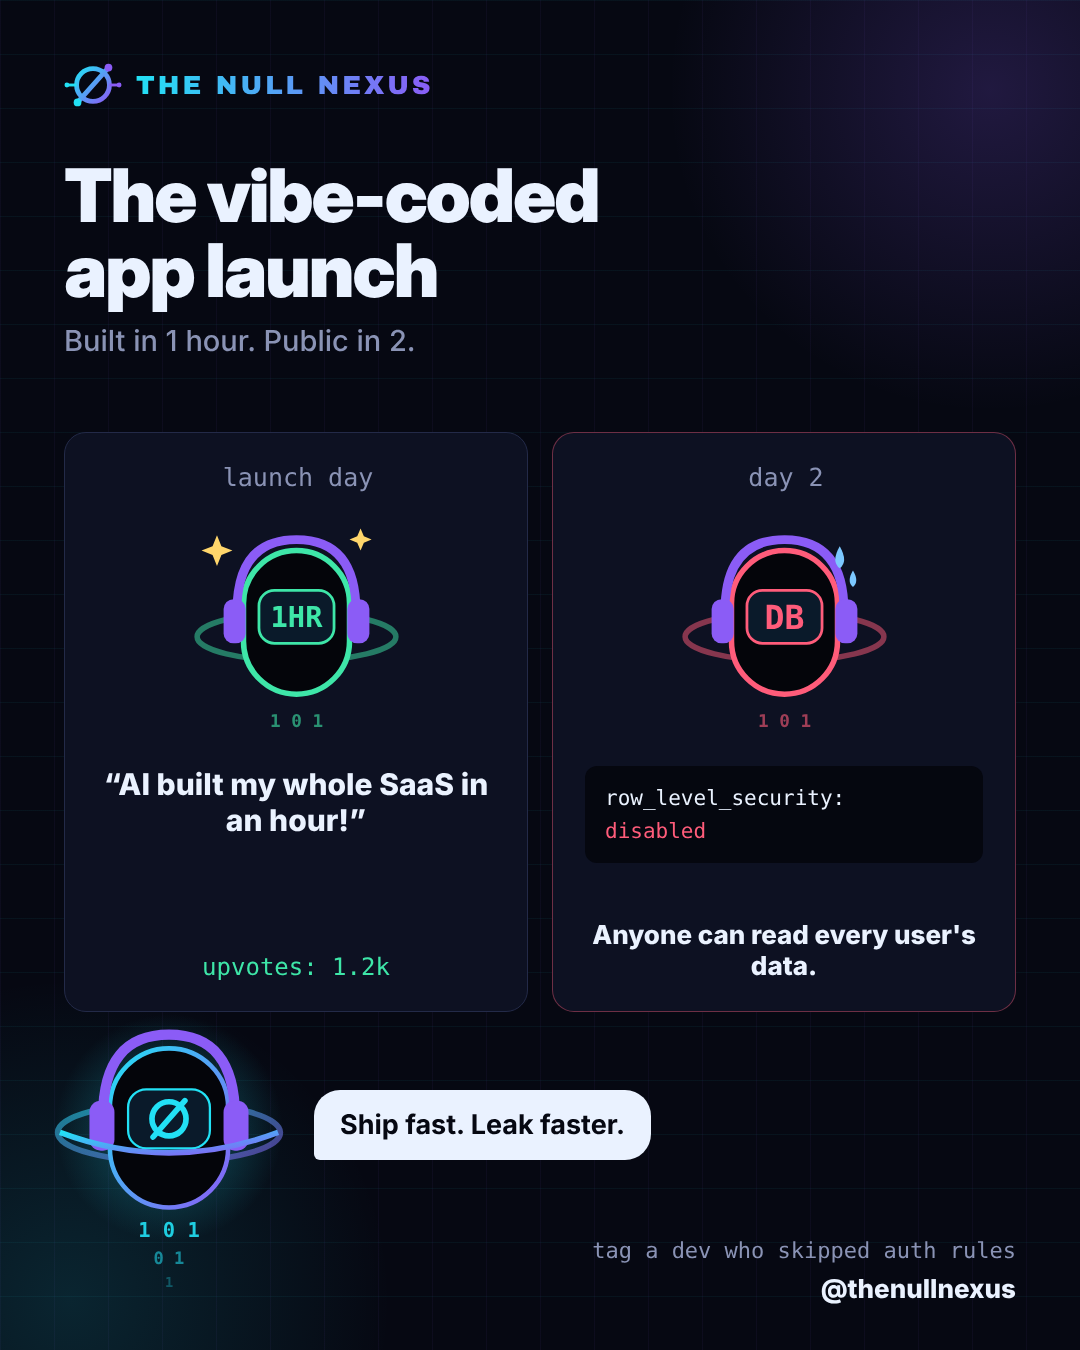 THE NULL NEXUS
The vibe-coded
app launch
Built in 1 hour. Public in 2.
launch day
1HR
1 0 1
“AI built my whole SaaS in
an hour!”
upvotes: 1.2k
day 2
DB
1 0 1
row_level_security:
disabled
Anyone can read every user's
data.
Ø
1 0 1
0 1
1
Ship fast. Leak faster.
tag a dev who skipped auth rules
@thenullnexus